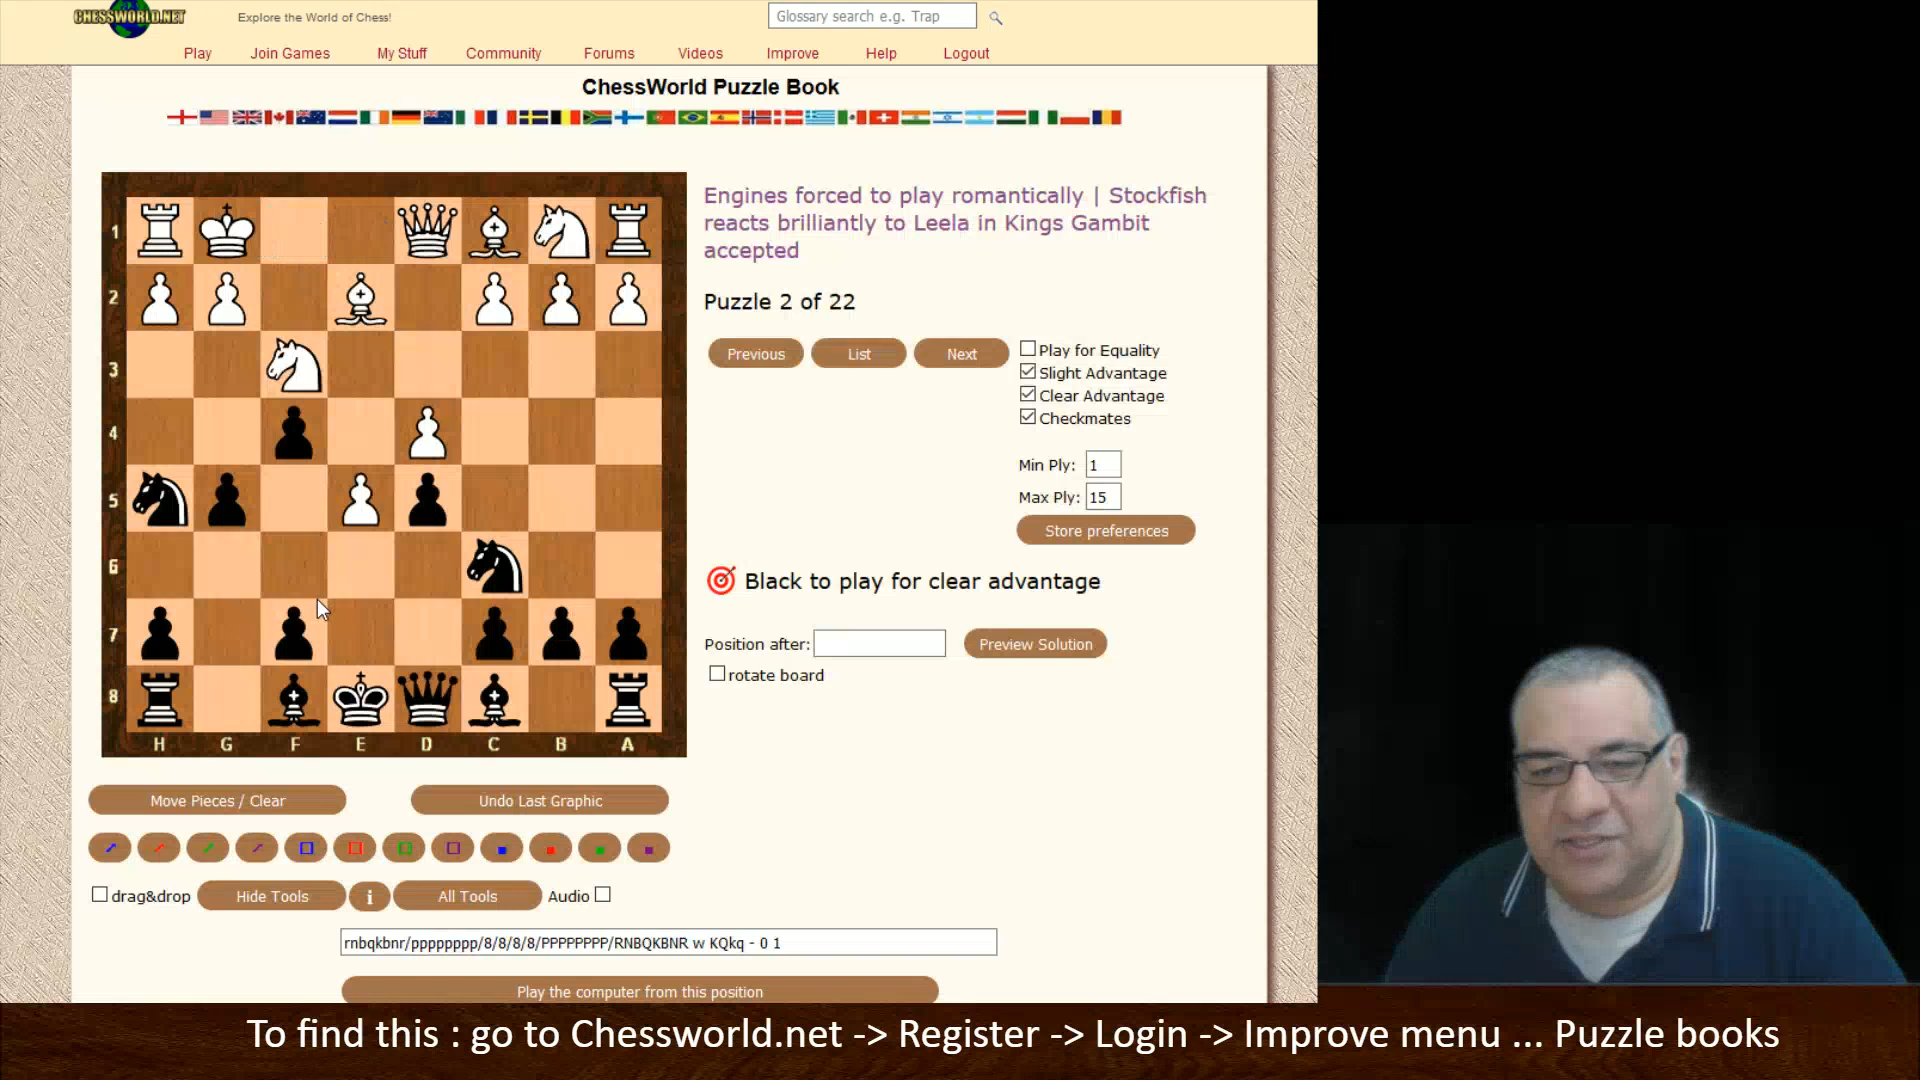 CHESSWORLD.NET
Explore the World of Chess!
Glossary search e.g. Trap
Play Join Games My Stuff Community Forums Videos Improve Help Logout
ChessWorld Puzzle Book
Engines forced to play romantically | Stockfish
reacts brilliantly to Leela in Kings Gambit
accepted
Puzzle 2 of 22
Previous List Next
Play for Equality
Slight Advantage
Clear Advantage
Checkmates
Min Ply: 1
Max Ply: 15
Store preferences
Black to play for clear advantage
Position after: Preview Solution
rotate board
1
2
3
4
5
6
7
8
H G F E D C B A
Move Pieces / Clear Undo Last Graphic
drag&drop Hide Tools i All Tools Audio
rnbqkbnr/pppppppp/8/8/8/8/PPPPPPPP/RNBQKBNR w KQkq - 0 1
Play the computer from this position
To find this : go to Chessworld.net -> Register -> Login -> Improve menu ... Puzzle books